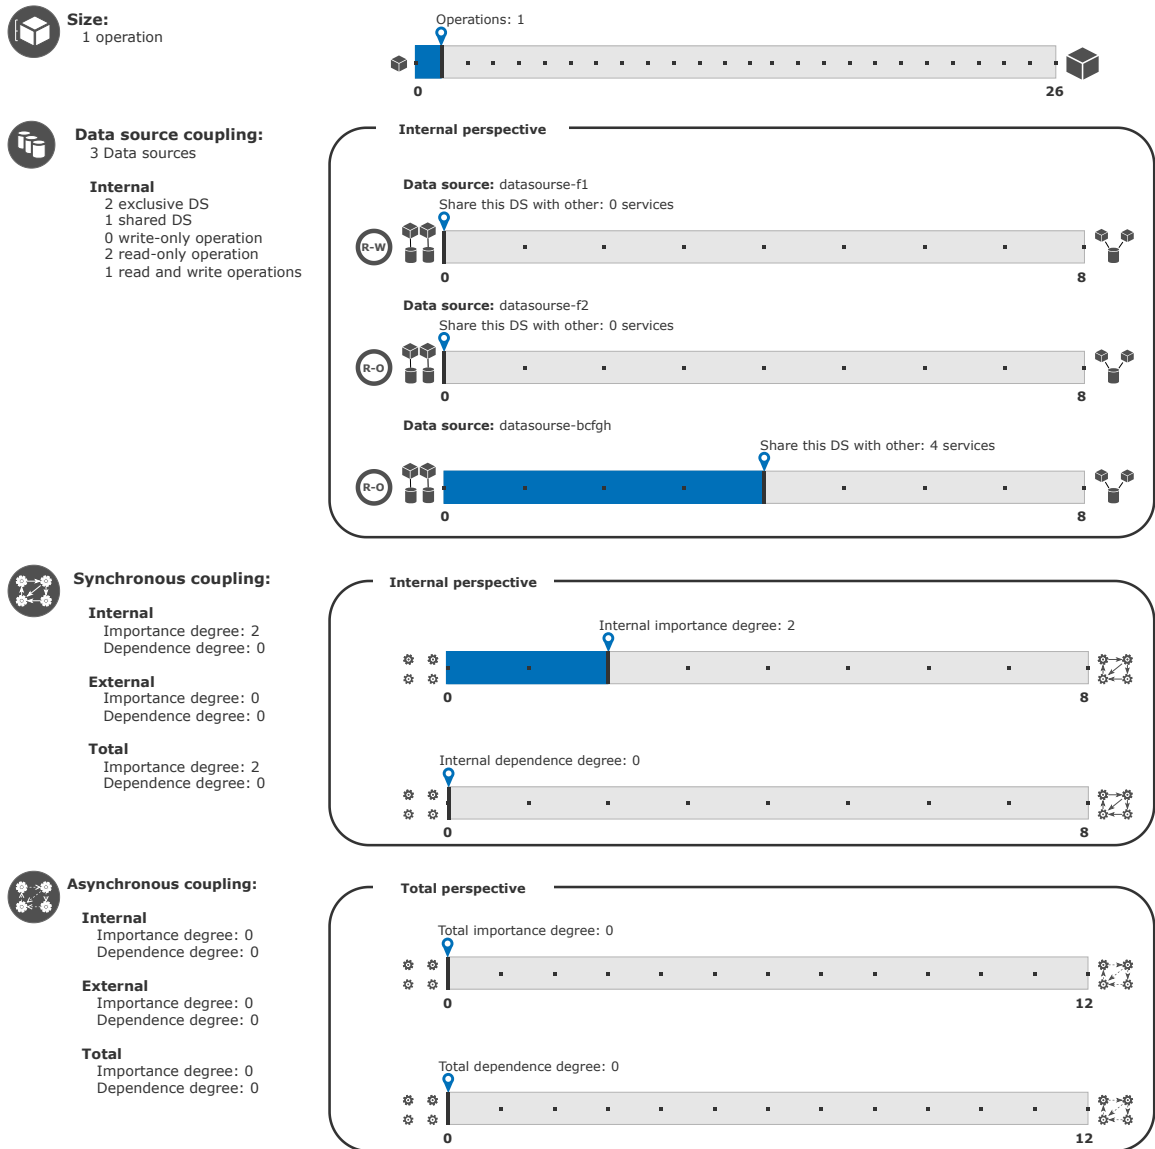 Size:
1 operation
Operations: 1
0
26
Data source coupling:
3 Data sources
Internal
2 exclusive DS
1 shared DS
0 write-only operation
2 read-only operation
1 read and write operations
Internal perspective
Data source: datasourse-f1
Share this DS with other: 0 services
R-W
0
8
Data source: datasourse-f2
Share this DS with other: 0 services
R-O
0
8
Data source: datasourse-bcfgh
Share this DS with other: 4 services
R-O
0
8
Synchronous coupling:
Internal
Importance degree: 2
Dependence degree: 0
External
Importance degree: 0
Dependence degree: 0
Total
Importance degree: 2
Dependence degree: 0
Internal perspective
Internal importance degree: 2
0
8
Internal dependence degree: 0
0
8
Asynchronous coupling:
Internal
Importance degree: 0
Dependence degree: 0
External
Importance degree: 0
Dependence degree: 0
Total
Importance degree: 0
Dependence degree: 0
Total perspective
Total importance degree: 0
0
12
Total dependence degree: 0
0
12